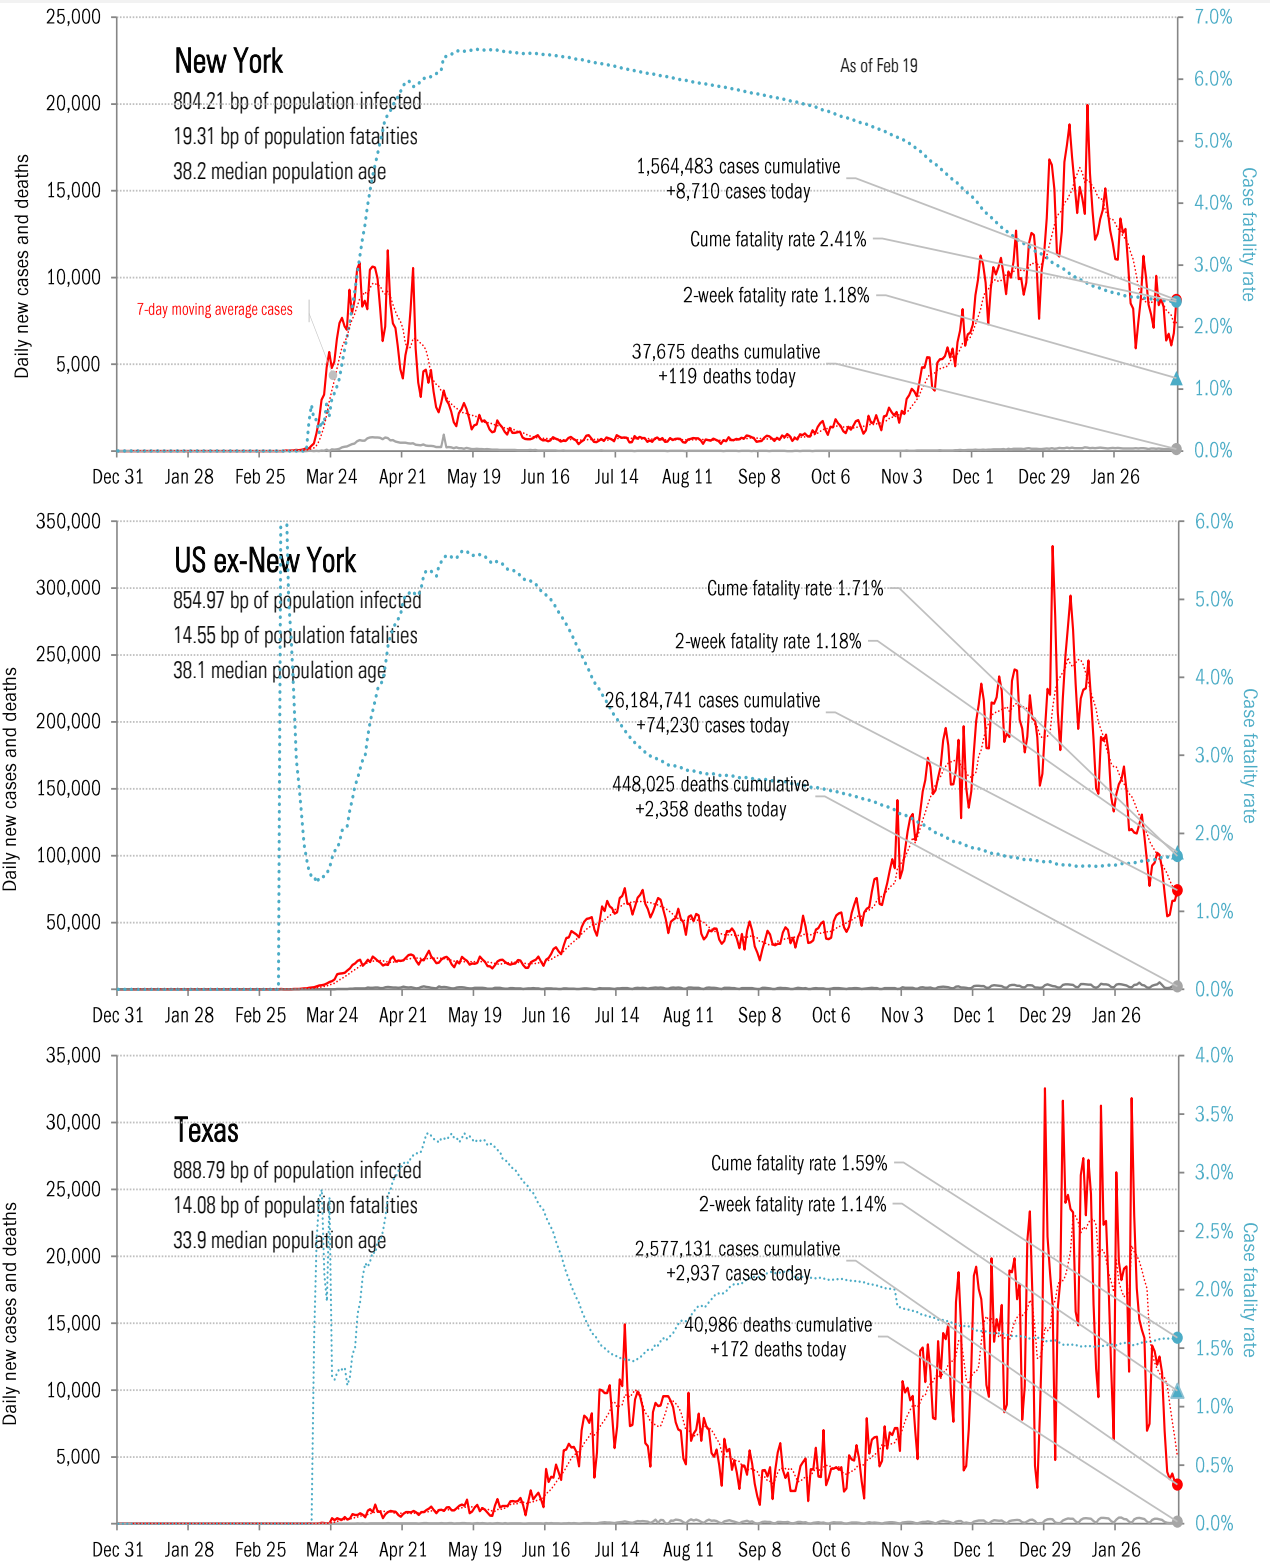 25,000
20,000
15,000
10,000
5,000
7.0%
6.0%
5.0%
4.0%
3.0%
2.0%
1.0%
0.0%
Daily new cases and deaths
Case fatality rate
New York
804.21 bp of population infected
19.31 bp of population fatalities
38.2 median population age
As of Feb 19
1,564,483 cases cumulative
+8,710 cases today
Cume fatality rate 2.41%
2-week fatality rate 1.18%
37,675 deaths cumulative
+119 deaths today
7-day moving average cases
Dec 31 Jan 28 Feb 25 Mar 24 Apr 21 May 19 Jun 16 Jul 14 Aug 11 Sep 8 Oct 6 Nov 3 Dec 1 Dec 29 Jan 26
350,000
300,000
250,000
200,000
150,000
100,000
50,000
6.0%
5.0%
4.0%
3.0%
2.0%
1.0%
0.0%
Daily new cases and deaths
Case fatality rate
US ex-New York
854.97 bp of population infected
14.55 bp of population fatalities
38.1 median population age
Cume fatality rate 1.71%
2-week fatality rate 1.18%
26,184,741 cases cumulative
+74,230 cases today
448,025 deaths cumulative
+2,358 deaths today
Dec 31 Jan 28 Feb 25 Mar 24 Apr 21 May 19 Jun 16 Jul 14 Aug 11 Sep 8 Oct 6 Nov 3 Dec 1 Dec 29 Jan 26
35,000
30,000
25,000
20,000
15,000
10,000
5,000
4.0%
3.5%
3.0%
2.5%
2.0%
1.5%
1.0%
0.5%
0.0%
Daily new cases and deaths
Case fatality rate
Texas
888.79 bp of population infected
14.08 bp of population fatalities
33.9 median population age
Cume fatality rate 1.59%
2-week fatality rate 1.14%
2,577,131 cases cumulative
+2,937 cases today
40,986 deaths cumulative
+172 deaths today
Dec 31 Jan 28 Feb 25 Mar 24 Apr 21 May 19 Jun 16 Jul 14 Aug 11 Sep 8 Oct 6 Nov 3 Dec 1 Dec 29 Jan 26